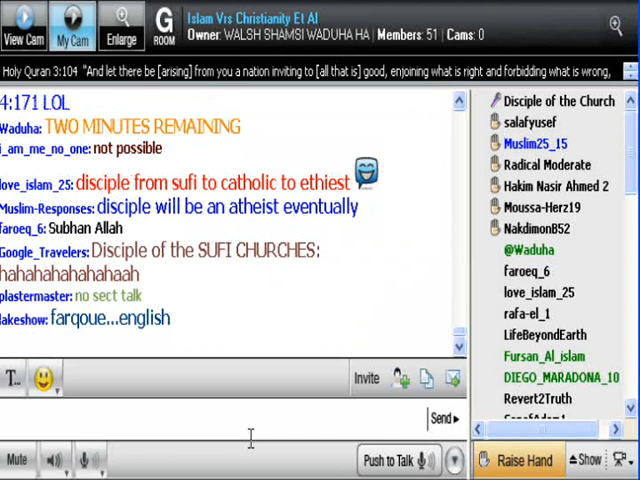 View Cam
My Cam
Enlarge
G
ROOM
Islam Vrs Christianity Et Al
Owner: WALSH SHAMSI WADUHA HA | Members: 51 | Cams: 0
Holy Quran 3:104 "And let there be [arising] from you a nation inviting to [all that is] good, enjoining what is right and forbidding what is wrong,
4:171 LOL
Waduha: TWO MINUTES REMAINING
i_am_me_no_one: not possible
love_islam_25: disciple from sufi to catholic to ethiest
Muslim-Responses: disciple will be an atheist eventually
faroeq_6: Subhan Allah
Google_Travelers: Disciple of the SUFI CHURCHES:
hahahahahahahaah
plastermaster: no sect talk
lakeshow: farqoue...english
T...
Invite
Send
Mute
Push to Talk
Disciple of the Church
salafyusef
Muslim25_15
Radical Moderate
Hakim Nasir Ahmed 2
Moussa-Herz19
NakdimonB52
@Waduha
faroeq_6
love_islam_25
rafa-el_1
LifeBeyondEarth
Fursan_Al_islam
DIEGO_MARADONA_10
Revert2Truth
Raise Hand
Show